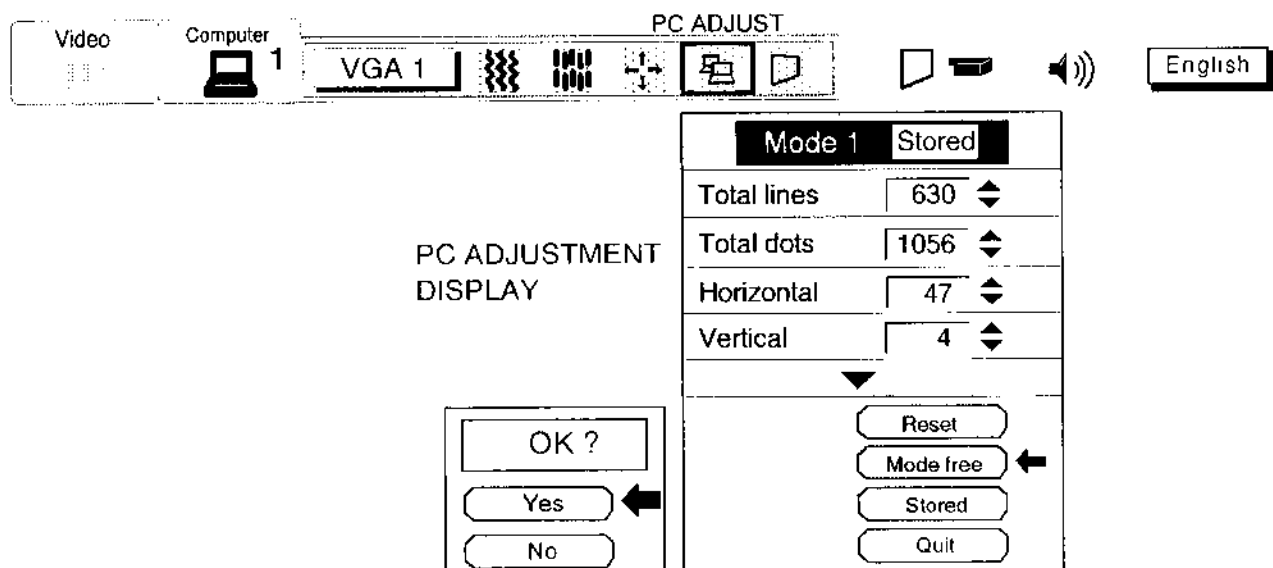 PC ADJUST
Video
Computer
1
VGA 1
English
Mode 1 Stored
Total lines 630
Total dots 1056
Horizontal 47
Vertical 4
PC ADJUSTMENT
DISPLAY
Reset
Mode free
Stored
Quit
OK ?
Yes
No